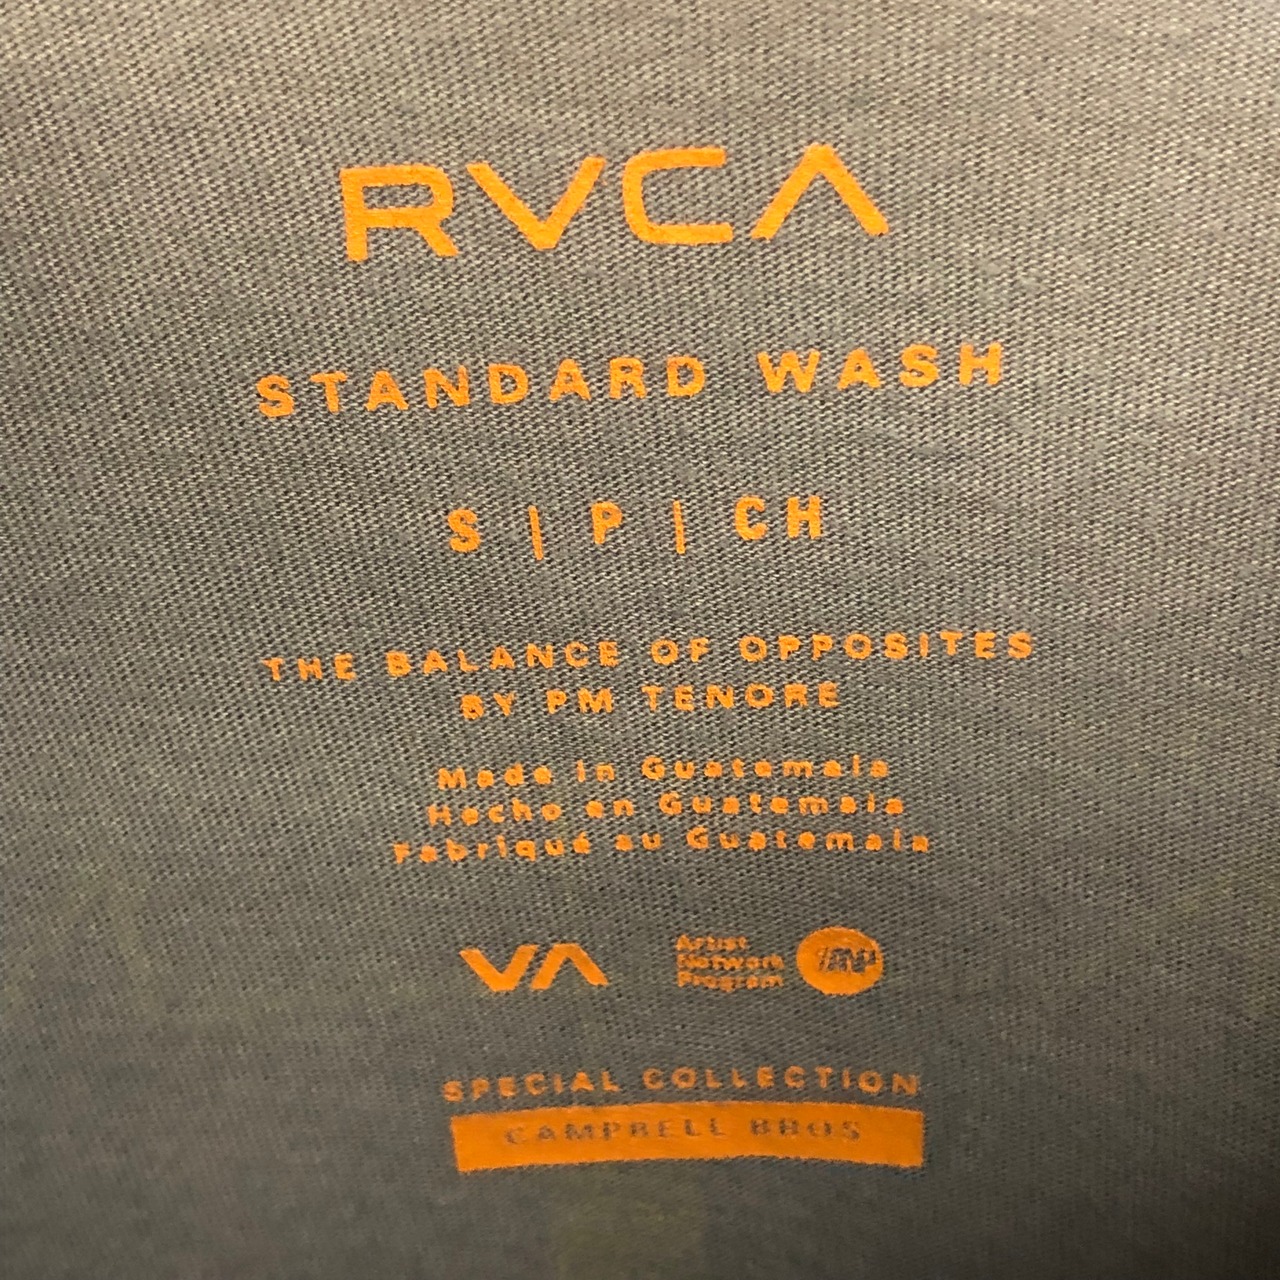 RVCA
STANDARD WASH
S | P | CH
THE BALANCE OF OPPOSITES
BY PM TENORE
Made in Guatemala
Hecho en Guatemala
Fabriqué au Guatemala
VA
Artist
Network
Program
ANP
SPECIAL COLLECTION
CAMPBELL BROS